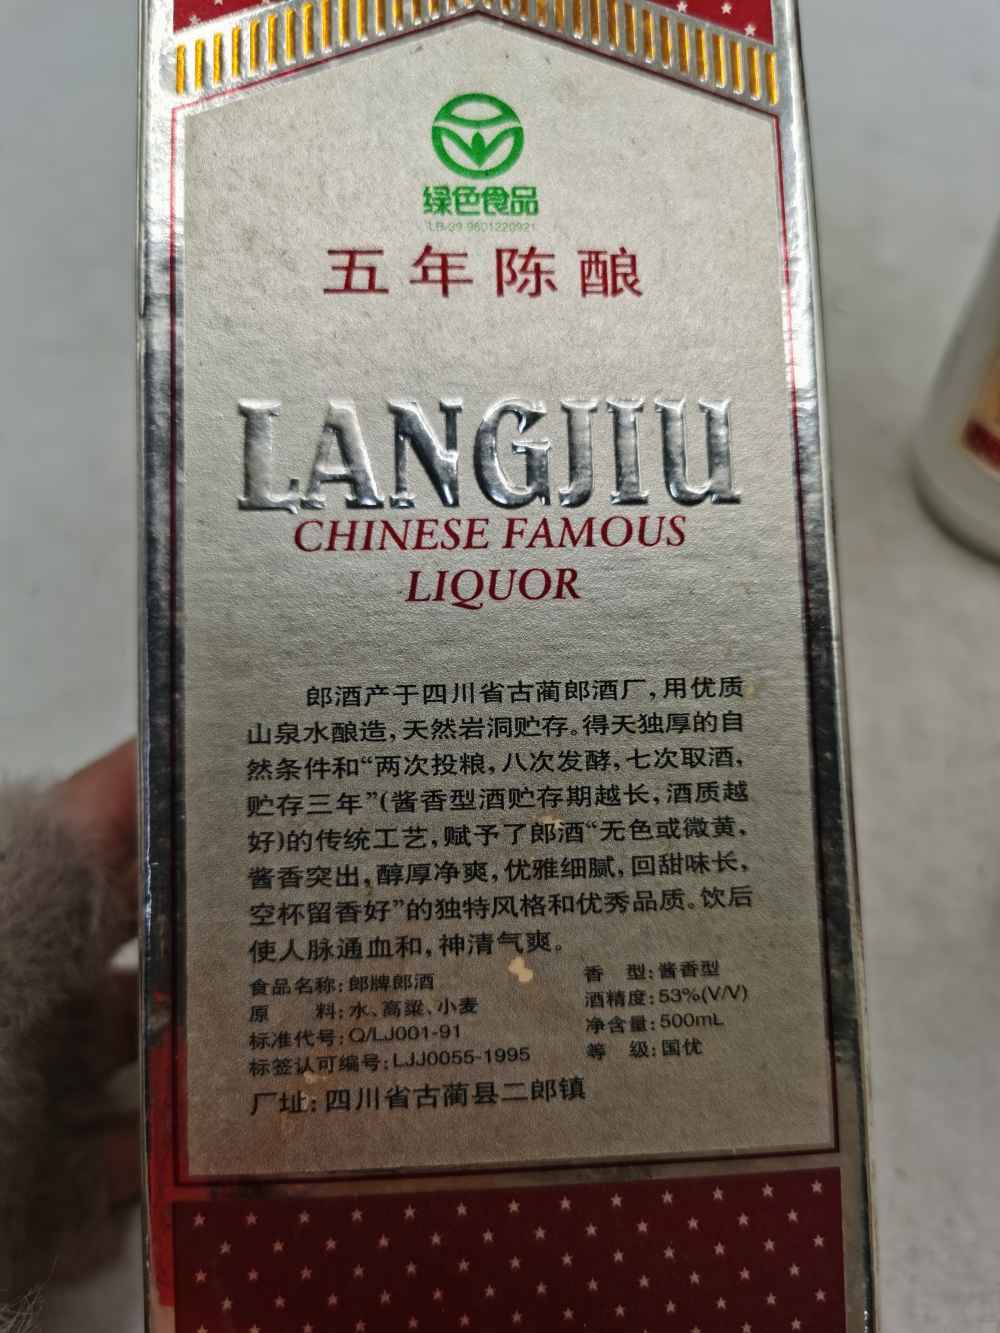 绿色食品
LB-39-9601220921
五年陈酿
LANGJIU
CHINESE FAMOUS
LIQUOR
郎酒产于四川省古蔺郎酒厂，用优质
山泉水酿造，天然岩洞贮存。得天独厚的自
然条件和“两次投粮，八次发酵，七次取酒，
贮存三年”（酱香型酒贮存期越长，酒质越
好）的传统工艺，赋予了郎酒“无色或微黄，
酱香突出，醇厚净爽，优雅细腻，回甜味长，
空杯留香好”的独特风格和优秀品质。饮后
使人脉通血和，神清气爽。
食品名称：郎牌郎酒
原 料：水、高粱、小麦
标准代号：Q/LJ001-91
标签认可编号：LJJ0055-1995
香 型：酱香型
酒精度：53%(V/V)
净含量：500mL
等 级：国优
厂址：四川省古蔺县二郎镇